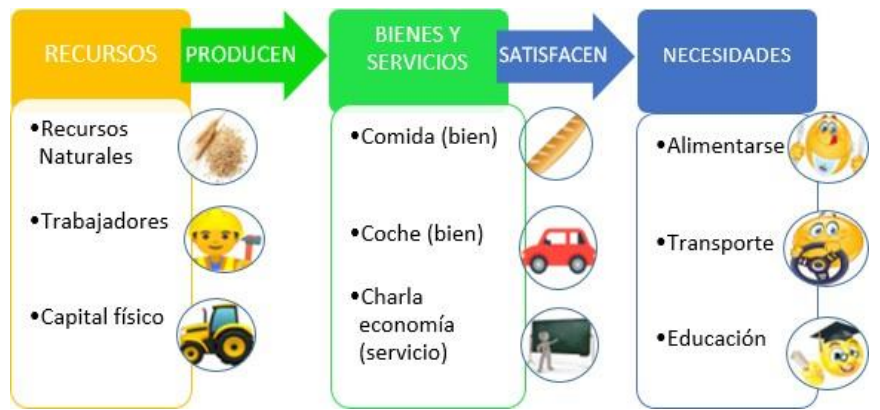 RECURSOS
PRODUCEN
BIENES Y
SERVICIOS
SATISFACEN
NECESIDADES
•Recursos
Naturales
•Trabajadores
•Capital físico
•Comida (bien)
•Coche (bien)
•Charla
economía
(servicio)
•Alimentarse
•Transporte
•Educación